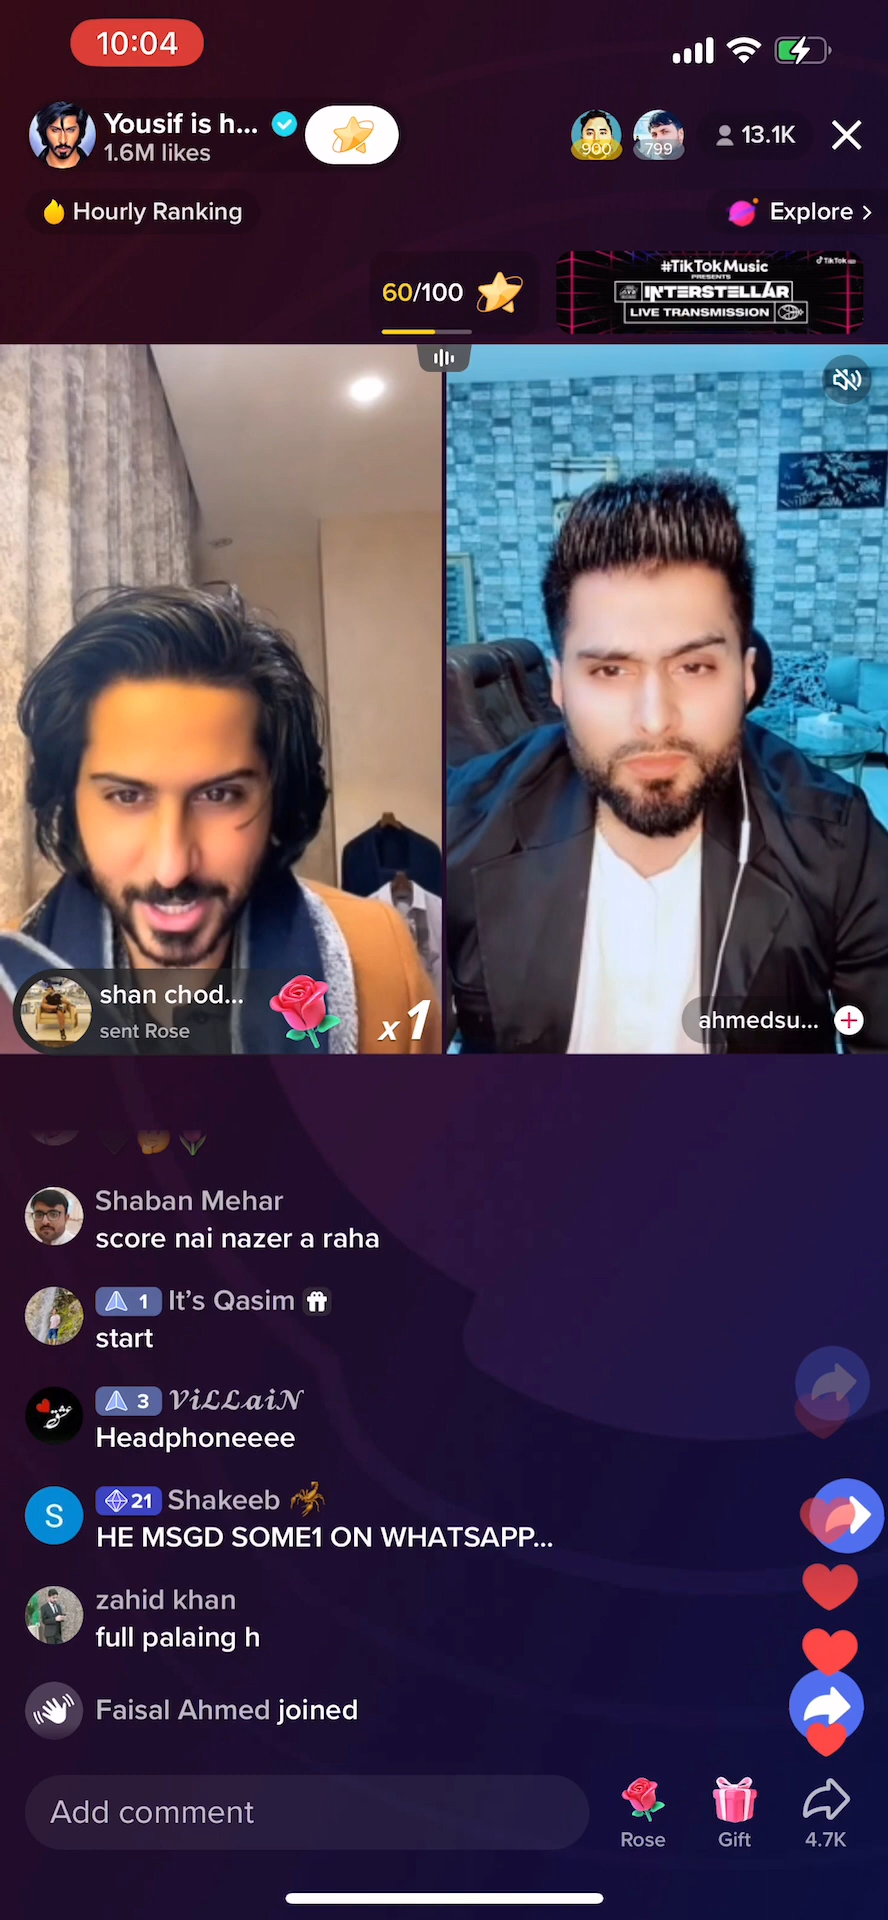 10:04
Yousif is h...
1.6M likes
900
799
13.1K
Hourly Ranking
Explore >
60/100
#TikTokMusic
PRESENTS
INTERSTELLAR
LIVE TRANSMISSION
TikTok
shan chod...
sent Rose
x1
ahmedsu...
Shaban Mehar
score nai nazer a raha
1 It's Qasim
start
3 𝓥𝓲𝓛𝓛𝓪𝓲𝓝
Headphoneeee
S
21 Shakeeb
HE MSGD SOME1 ON WHATSAPP...
zahid khan
full palaing h
Faisal Ahmed joined
Add comment
Rose
Gift
4.7K